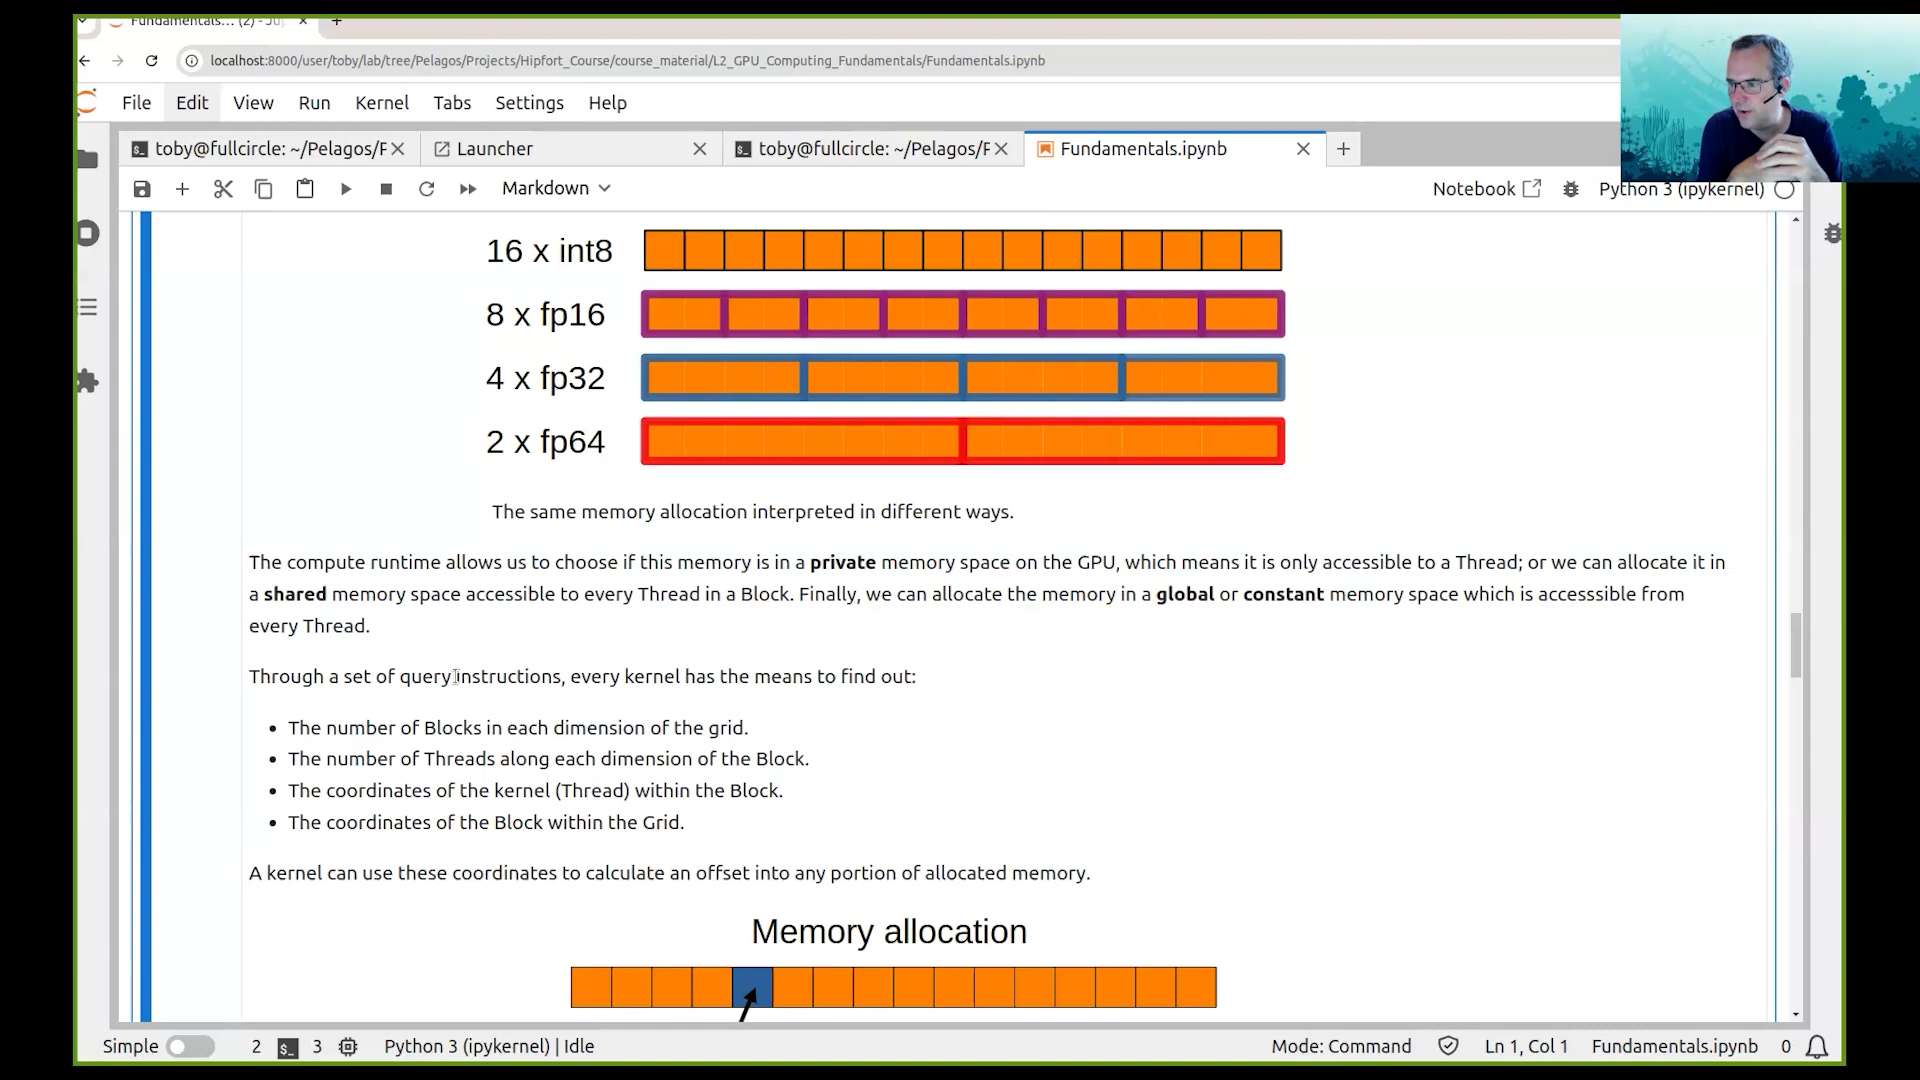 Fundamentals... (2) - Ju
localhost:8000/user/toby/lab/tree/Pelagos/Projects/Hipfort_Course/course_material/L2_GPU_Computing_Fundamentals/Fundamentals.ipynb
File Edit View Run Kernel Tabs Settings Help
toby@fullcircle: ~/Pelagos/F Launcher toby@fullcircle: ~/Pelagos/F Fundamentals.ipynb
Markdown Notebook Python 3 (ipykernel)
16 x int8
8 x fp16
4 x fp32
2 x fp64
The same memory allocation interpreted in different ways.
The compute runtime allows us to choose if this memory is in a private memory space on the GPU, which means it is only accessible to a Thread; or we can allocate it in
a shared memory space accessible to every Thread in a Block. Finally, we can allocate the memory in a global or constant memory space which is accesssible from
every Thread.
Through a set of query instructions, every kernel has the means to find out:
• The number of Blocks in each dimension of the grid.
• The number of Threads along each dimension of the Block.
• The coordinates of the kernel (Thread) within the Block.
• The coordinates of the Block within the Grid.
A kernel can use these coordinates to calculate an offset into any portion of allocated memory.
Memory allocation
Simple 2 3 Python 3 (ipykernel) | Idle Mode: Command Ln 1, Col 1 Fundamentals.ipynb 0